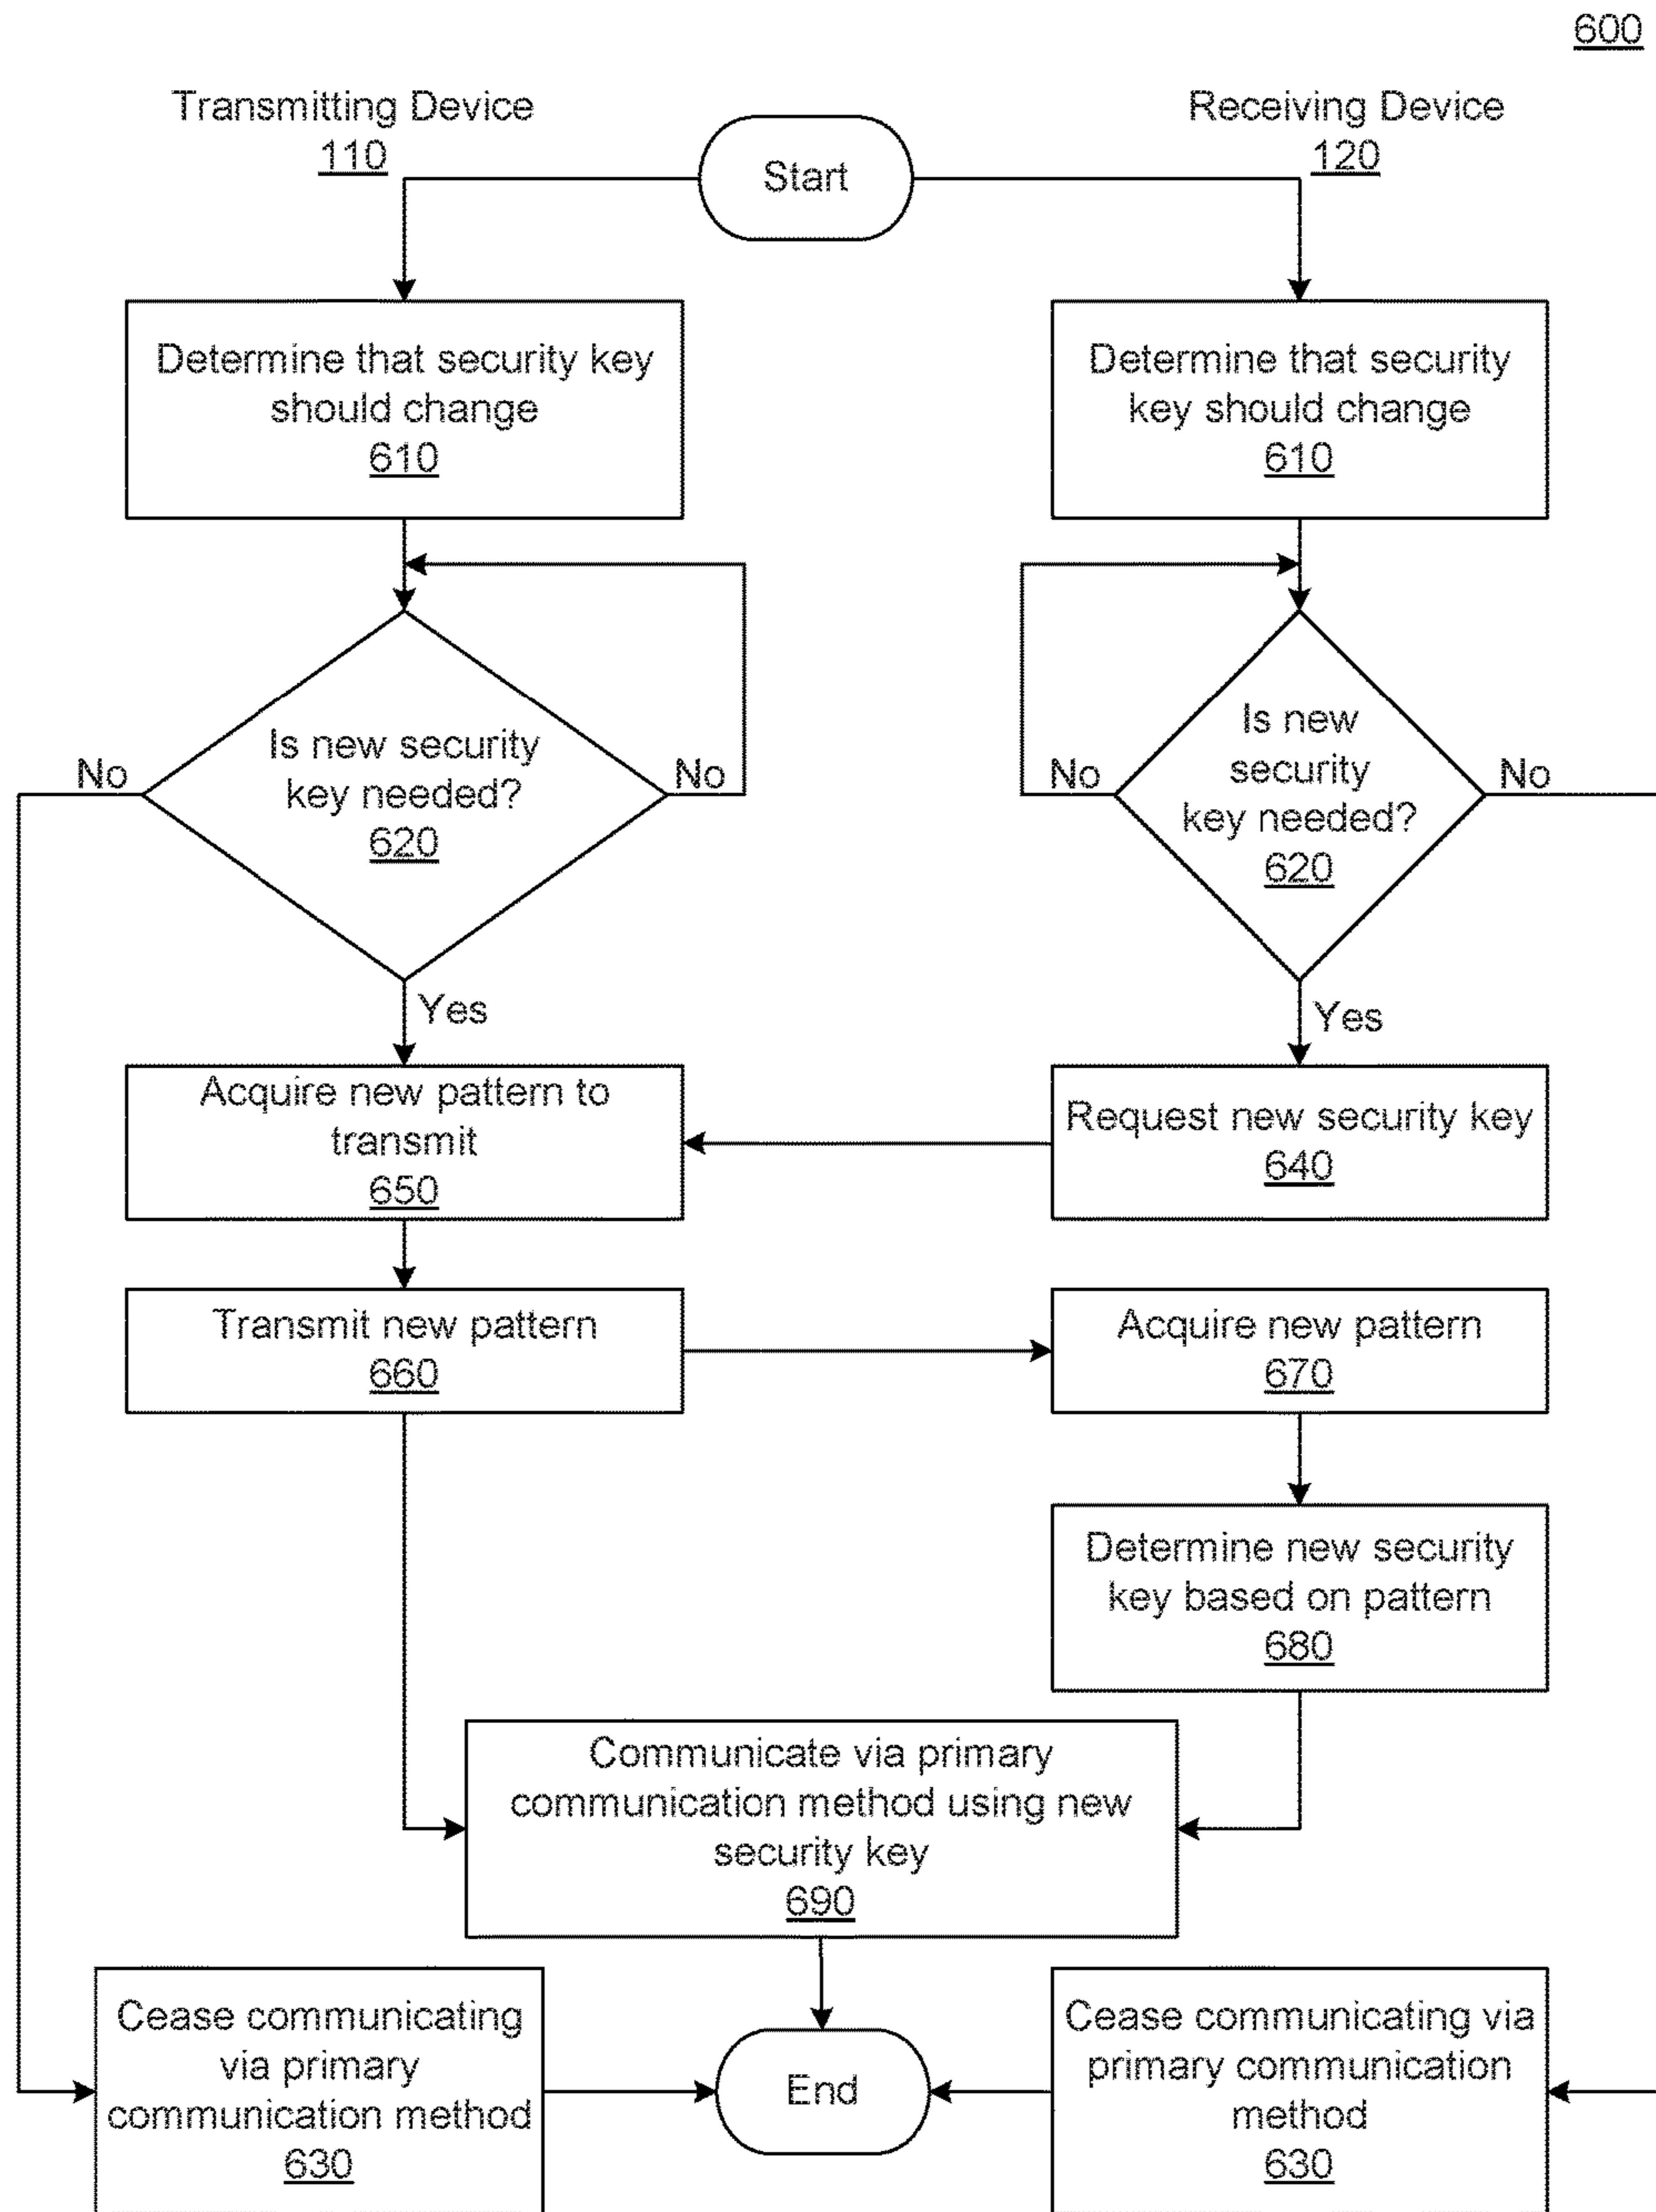 600
Transmitting Device
110
Receiving Device
120
Start
Determine that security key
should change
610
Determine that security
key should change
610
Is new security
key needed?
620
No
No
Yes
Is new
security
key needed?
620
No
No
Yes
Acquire new pattern to
transmit
650
Request new security key
640
Transmit new pattern
660
Acquire new pattern
670
Determine new security
key based on pattern
680
Communicate via primary
communication method using new
security key
690
Cease communicating
via primary
communication method
630
End
Cease communicating via
primary communication
method
630